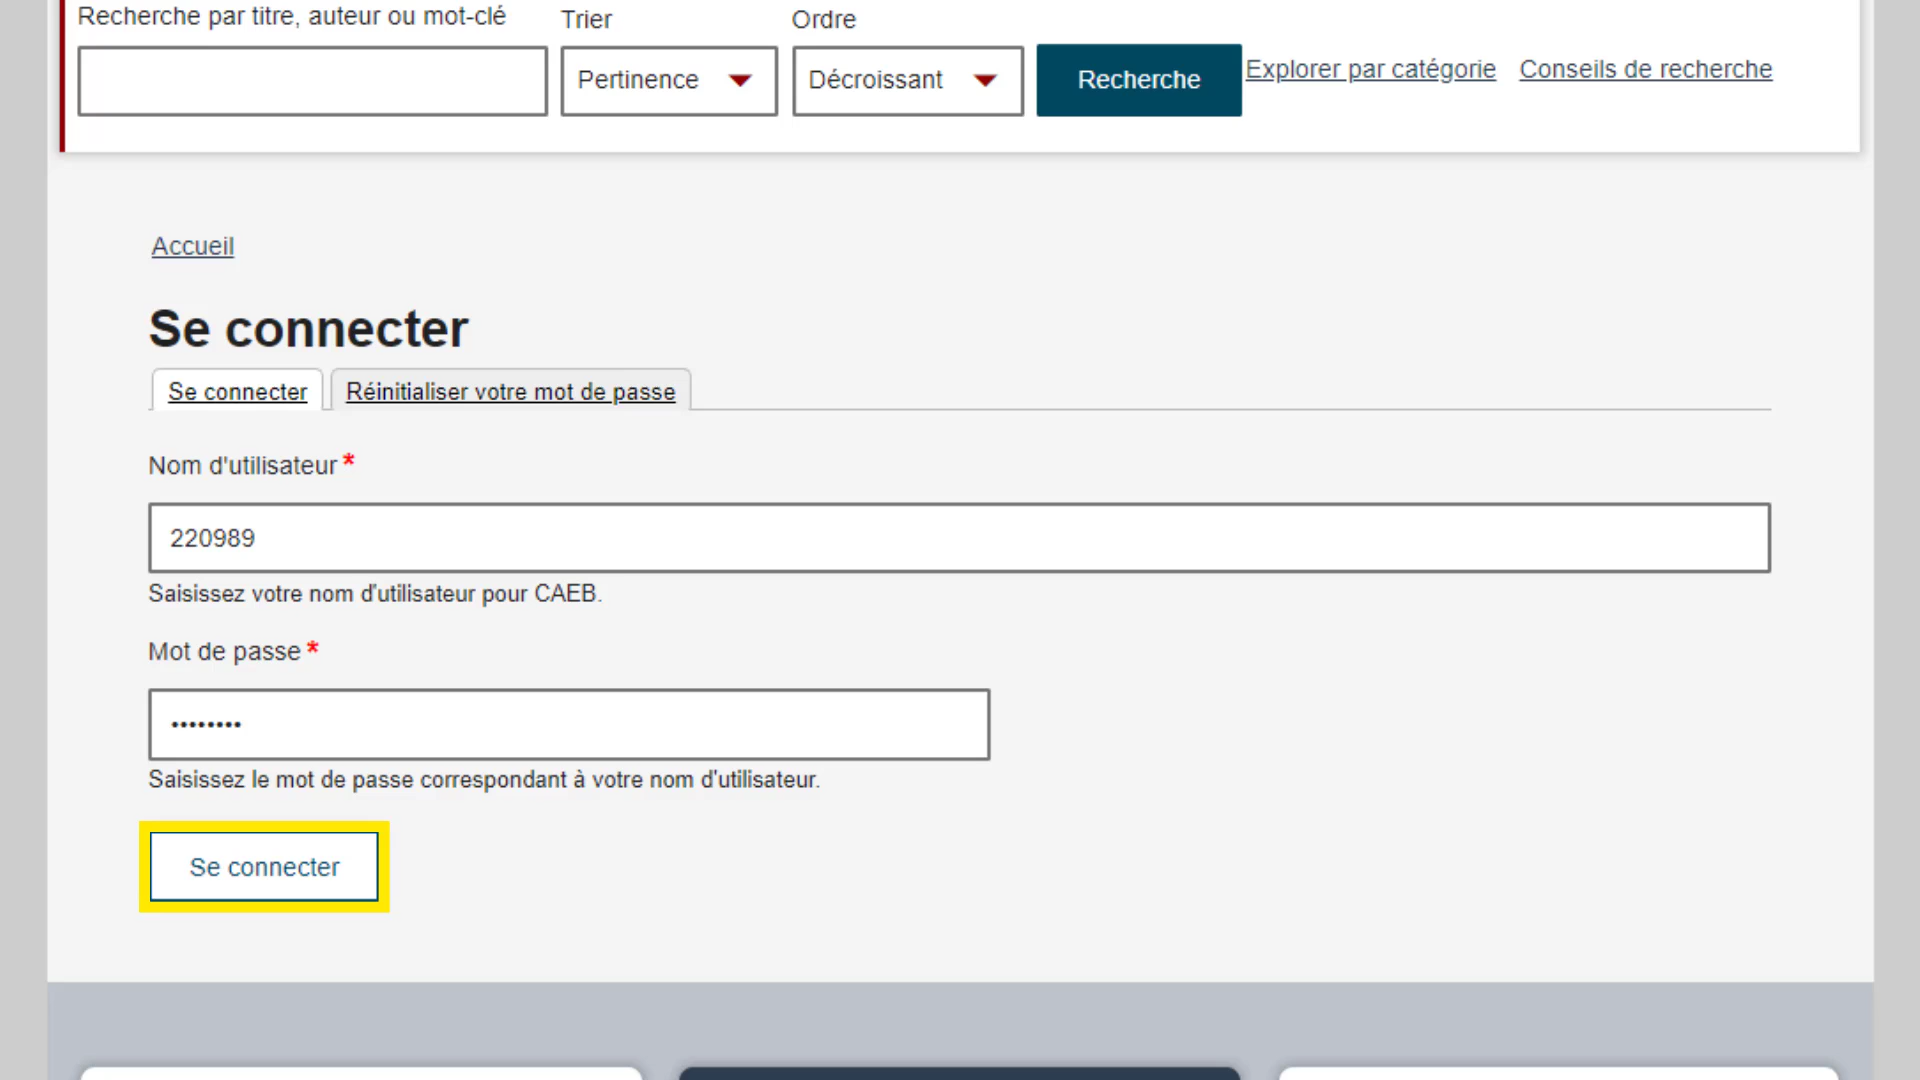 Recherche par titre, auteur ou mot-clé
Trier
Ordre
Pertinence
Décroissant
Recherche
Explorer par catégorie
Conseils de recherche
Accueil
Se connecter
Se connecter
Réinitialiser votre mot de passe
Nom d'utilisateur *
220989
Saisissez votre nom d'utilisateur pour CAEB.
Mot de passe *
••••••••
Saisissez le mot de passe correspondant à votre nom d'utilisateur.
Se connecter